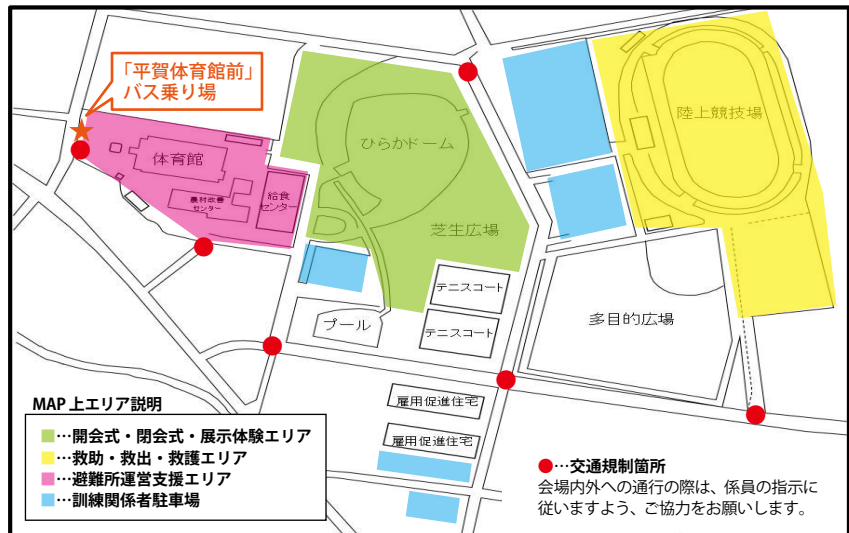 「平賀体育館前」
バス乗り場
体育館
農村改善
センター
給食
センター
ひらかドーム
芝生広場
陸上競技場
テニスコート
テニスコート
プール
多目的広場
雇用促進住宅
雇用促進住宅
MAP 上エリア説明
■…開会式・閉会式・展示体験エリア
■…救助・救出・救護エリア
■…避難所運営支援エリア
■…訓練関係者駐車場
●…交通規制箇所
会場内外への通行の際は、係員の指示に
従いますよう、ご協力をお願いします。